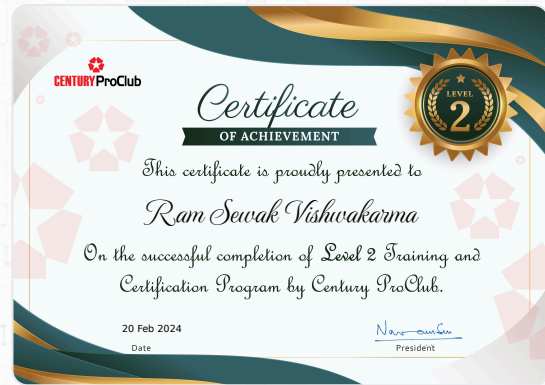 CENTURY ProClub
Certificate
OF ACHIEVEMENT
LEVEL
2
This certificate is proudly presented to
Ram Sewak Vishwakarma
On the successful completion of Level 2 Training and
Certification Program by Century ProClub.
20 Feb 2024
Date
President